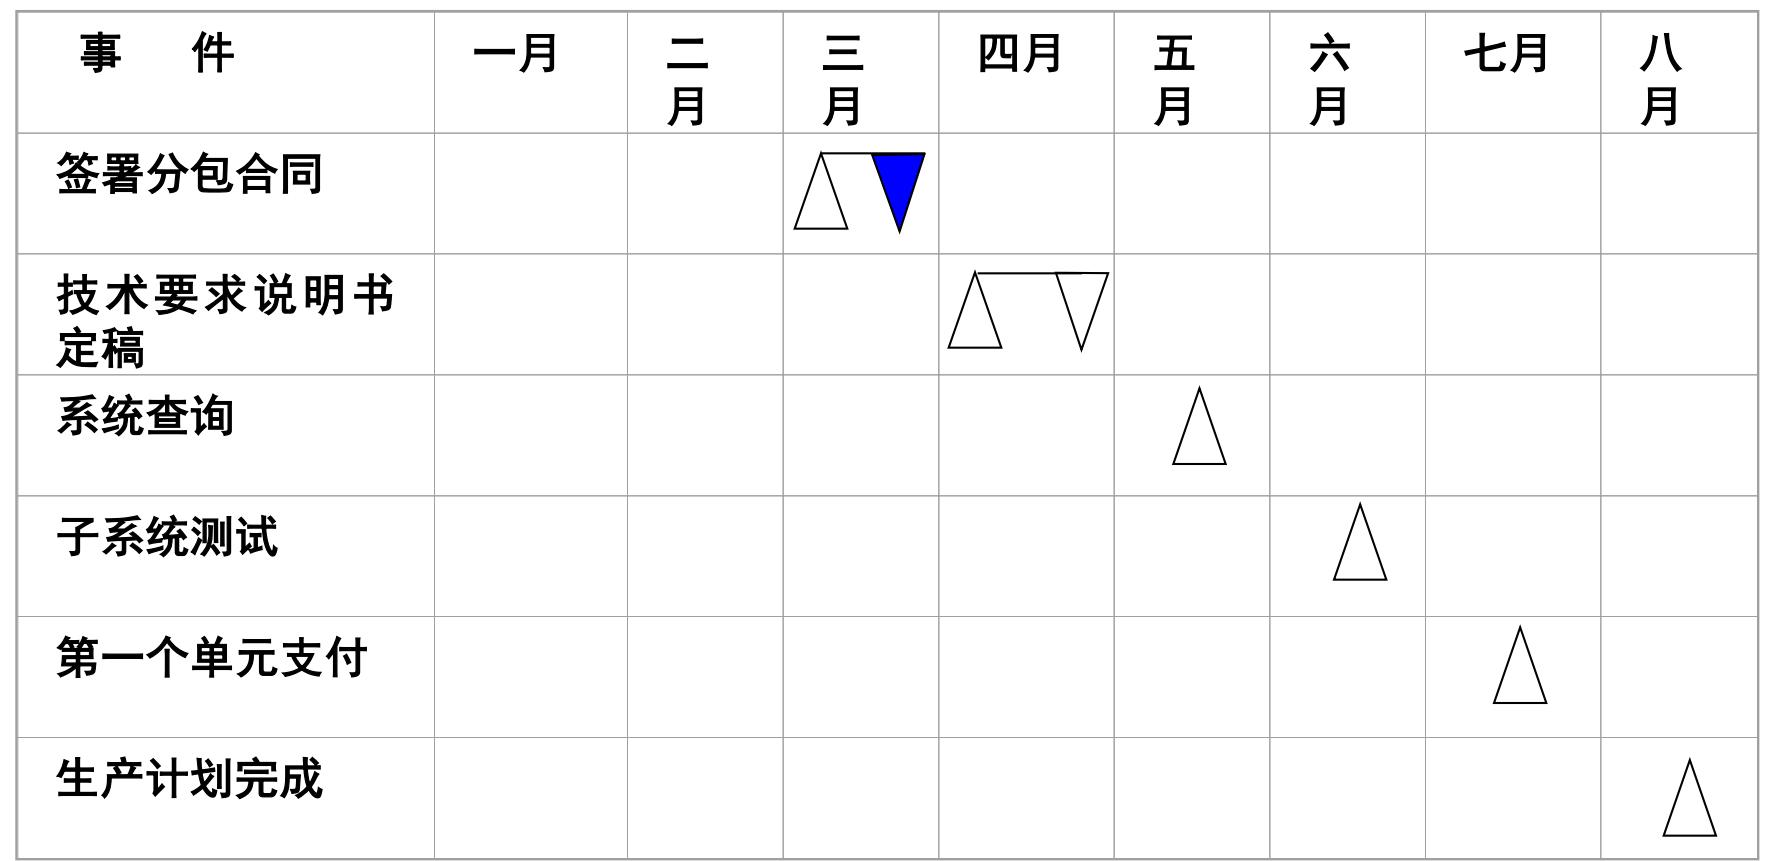 事 件 一月 二月 三月 四月 五月 六月 七月 八月
签署分包合同
技术要求说明书
定稿
系统查询
子系统测试
第一个单元支付
生产计划完成